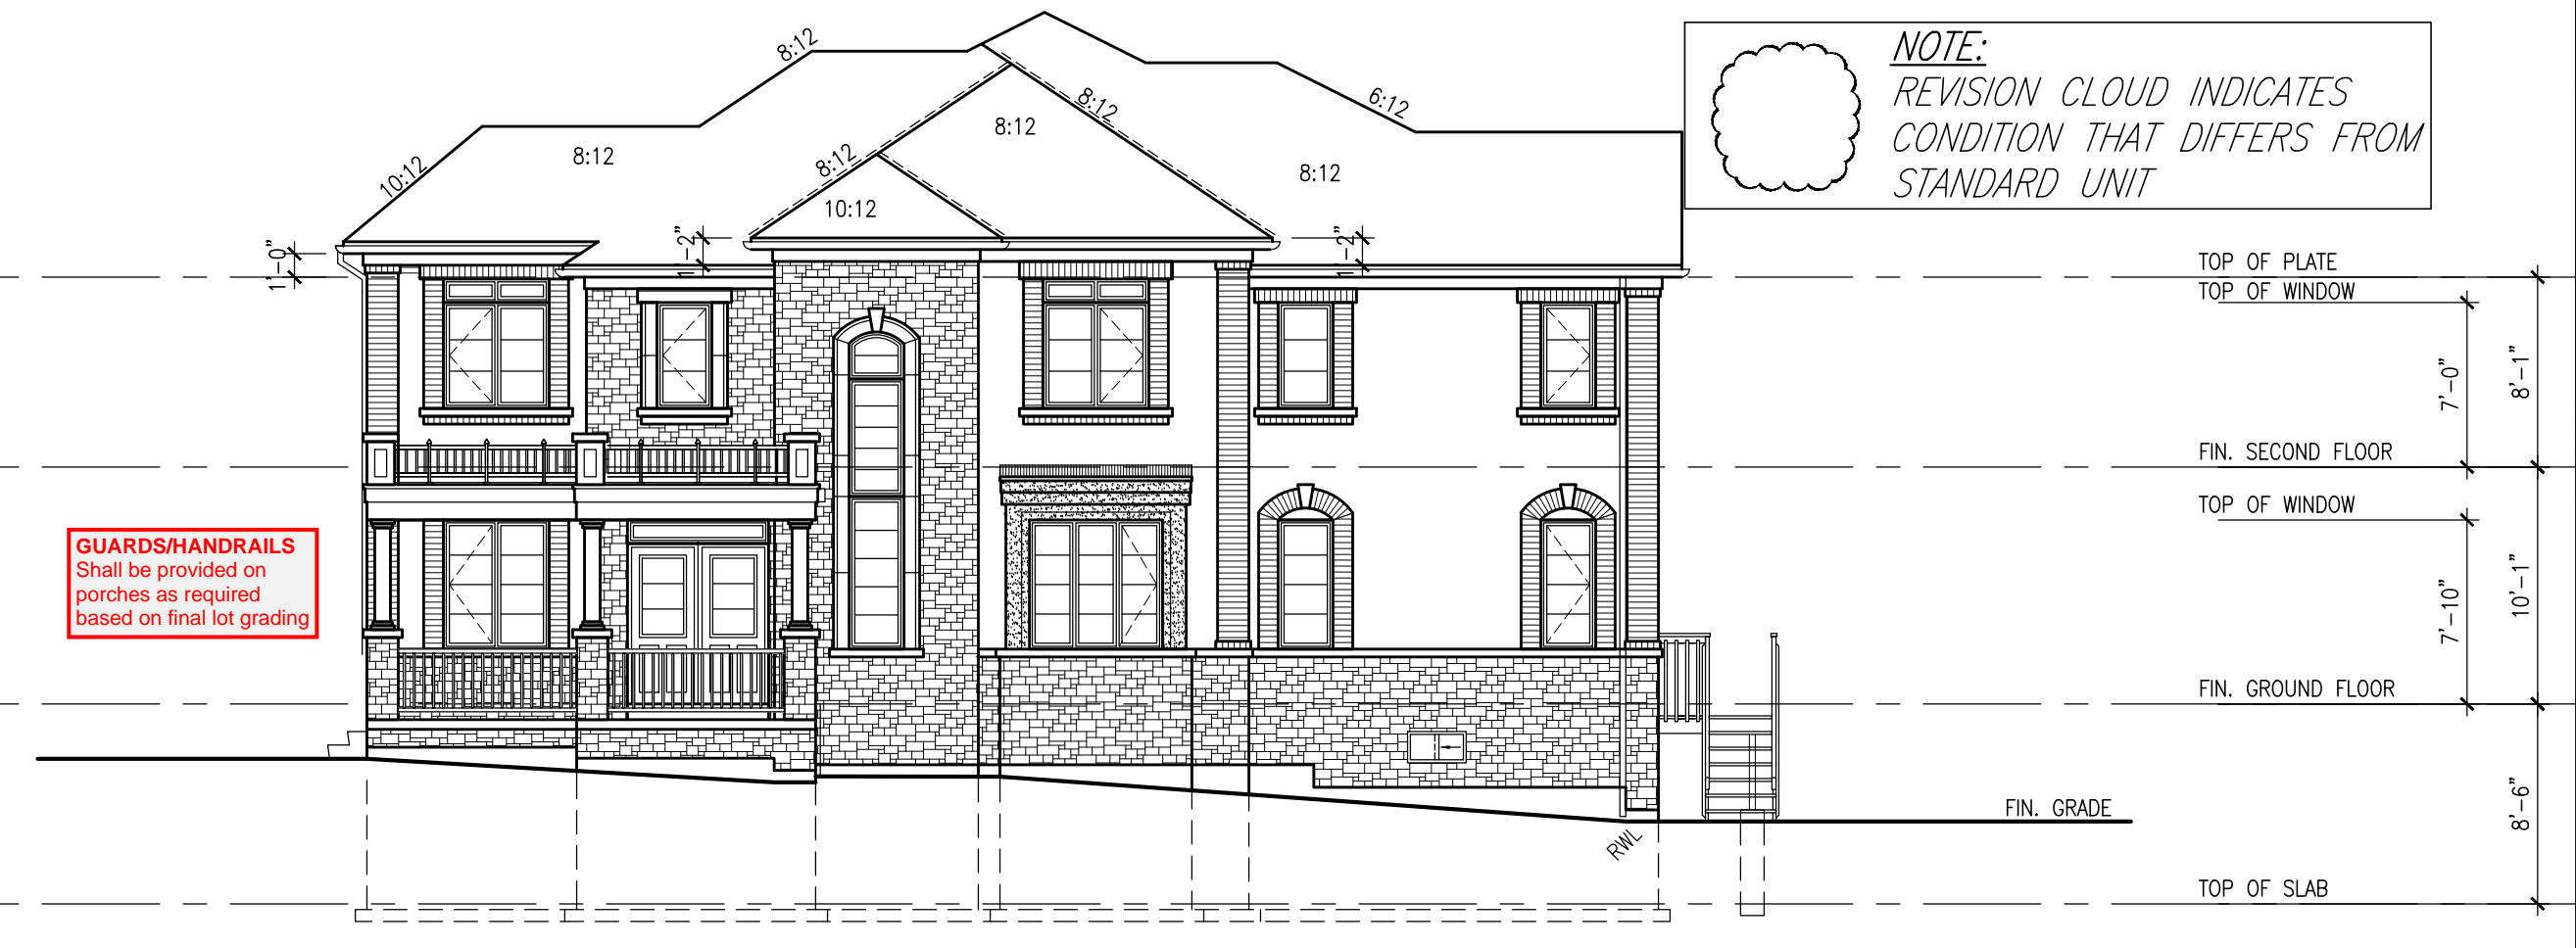 NOTE:
REVISION CLOUD INDICATES
CONDITION THAT DIFFERS FROM
STANDARD UNIT
8:12
8:12
6:12
8:12
8:12
10:12
8:12
8:12
10:12
1'-0"
1'-2"
1'-2"
TOP OF PLATE
TOP OF WINDOW
7'-0"
8'-1"
FIN. SECOND FLOOR
TOP OF WINDOW
GUARDS/HANDRAILS
Shall be provided on
porches as required
based on final lot grading
7'-10"
10'-1"
FIN. GROUND FLOOR
FIN. GRADE
8'-6"
RWL
TOP OF SLAB